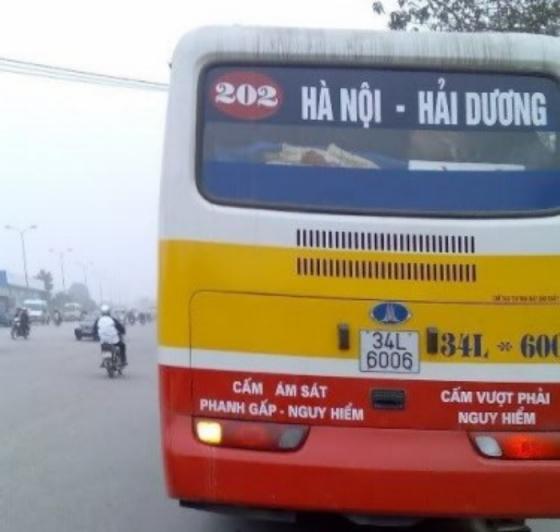 202
HÀ NỘI - HẢI DƯƠNG
34L
6006
34L * 600
CẤM ÁM SÁT
PHANH GẤP - NGUY HIỂM
CẤM VƯỢT PHẢI
NGUY HIỂM